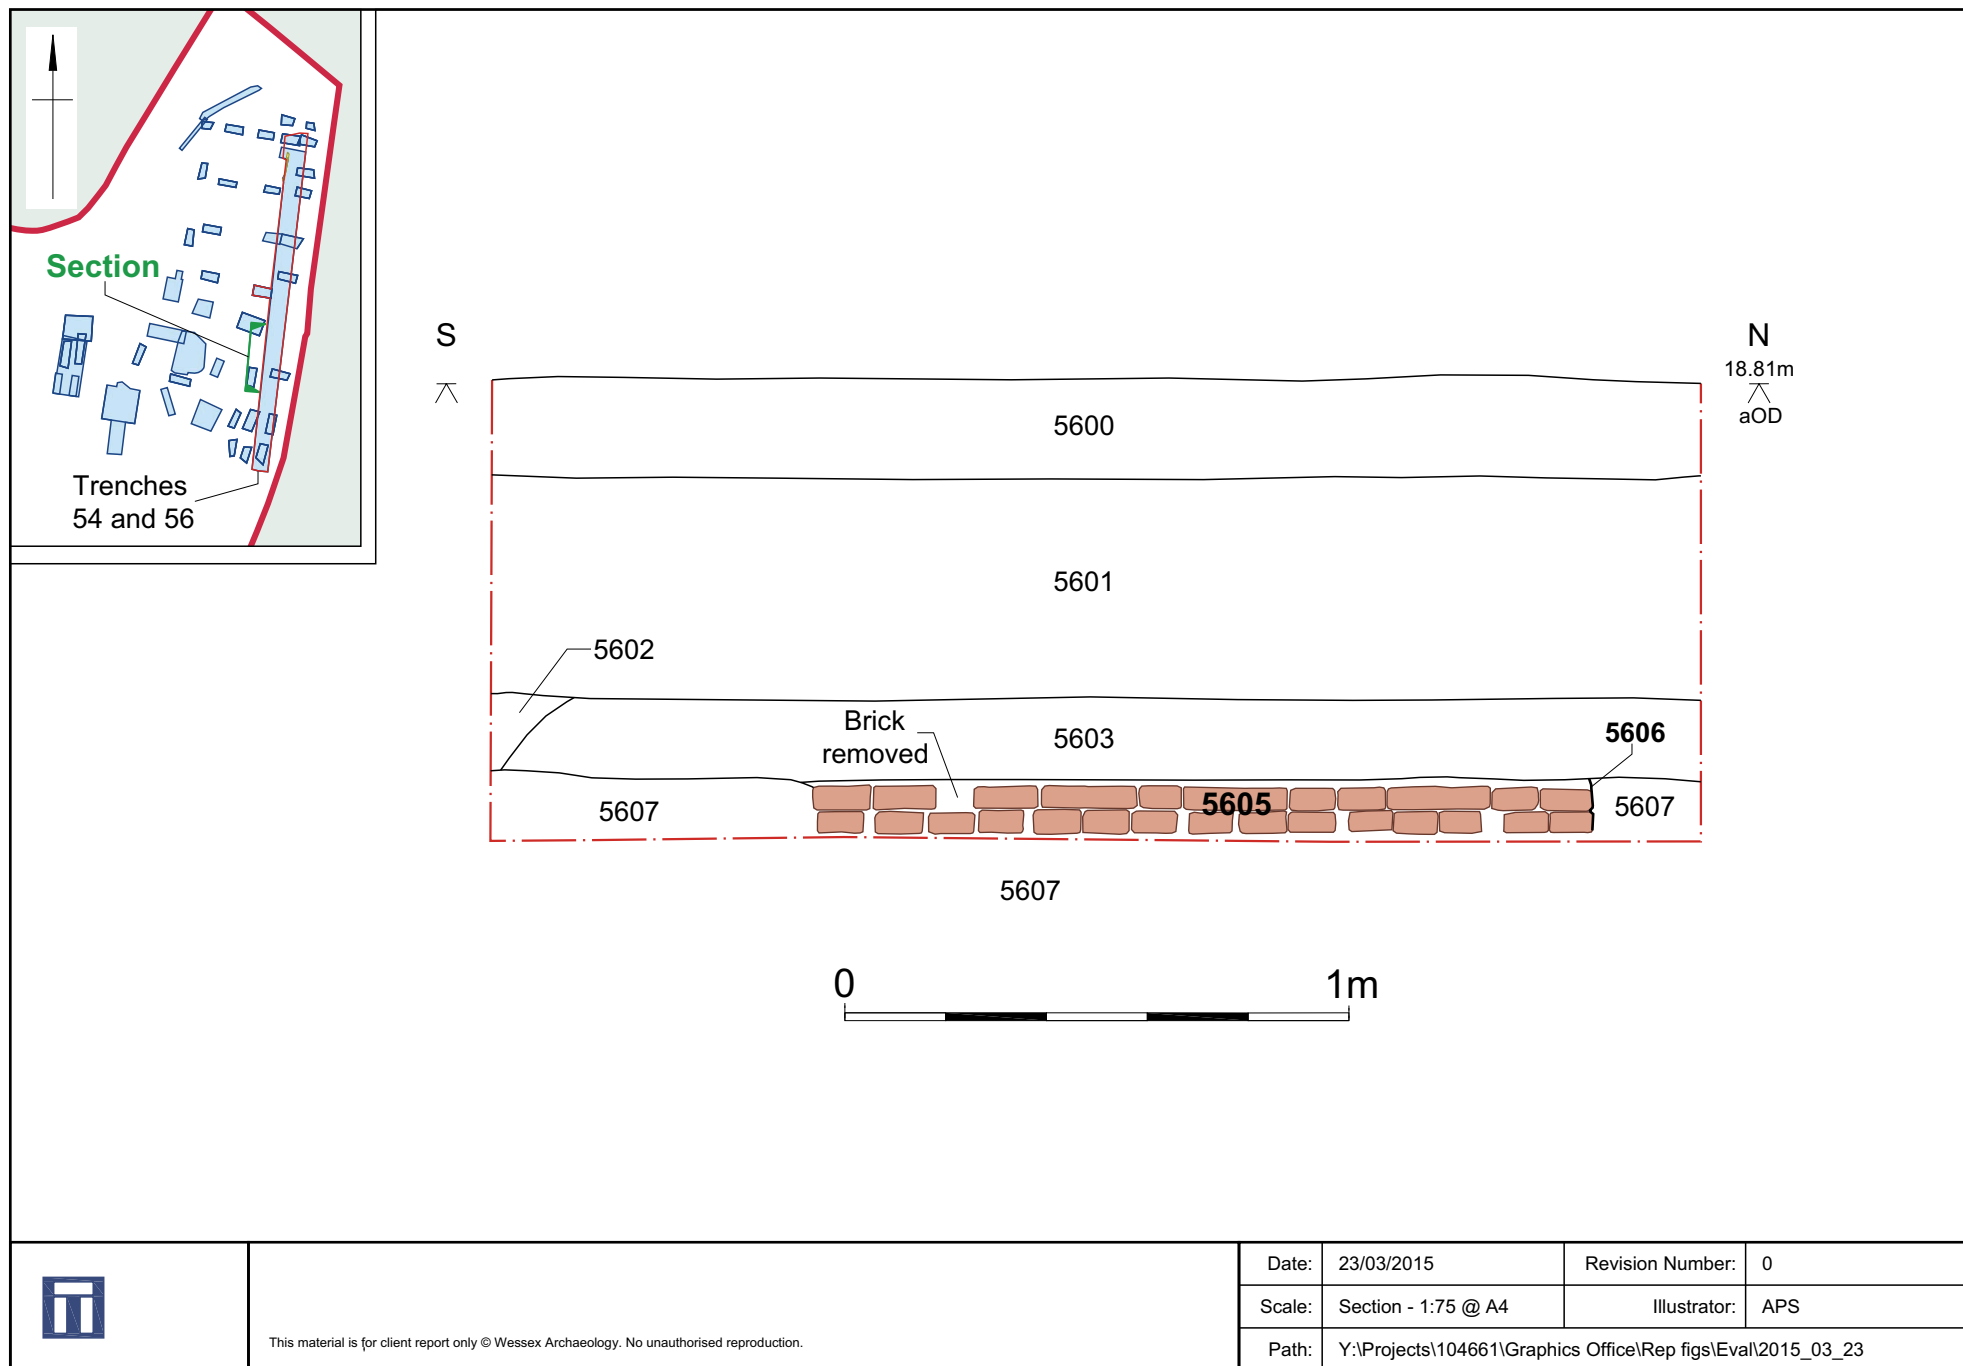 Section
Trenches
54 and 56
S
N
18.81m
aOD
5600
5601
5602
Brick
removed
5603
5606
5607
5605
5607
5607
0
1m
Date:
23/03/2015
Revision Number:
0
Scale:
Section - 1:75 @ A4
Illustrator:
APS
This material is for client report only © Wessex Archaeology. No unauthorised reproduction.
Path:
Y:\Projects\104661\Graphics Office\Rep figs\Eval\2015_03_23